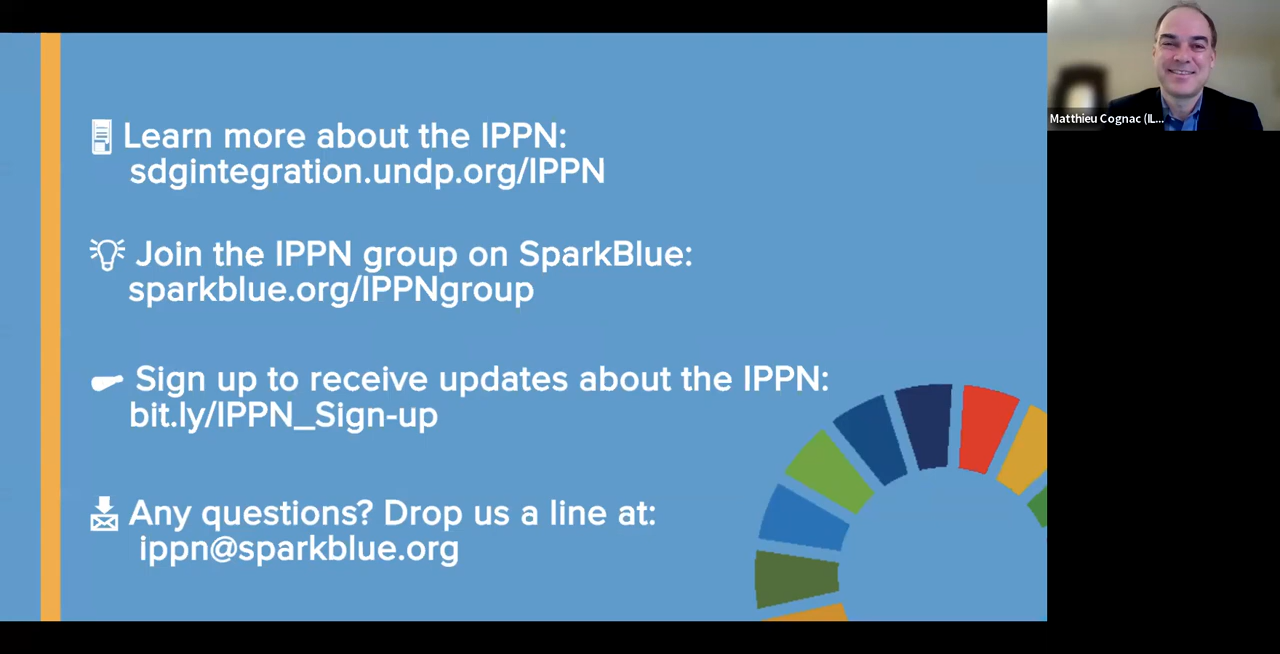 Learn more about the IPPN:
sdgintegration.undp.org/IPPN
Join the IPPN group on SparkBlue:
sparkblue.org/IPPNgroup
Sign up to receive updates about the IPPN:
bit.ly/IPPN_Sign-up
Any questions? Drop us a line at:
ippn@sparkblue.org
Matthieu Cognac (IL...